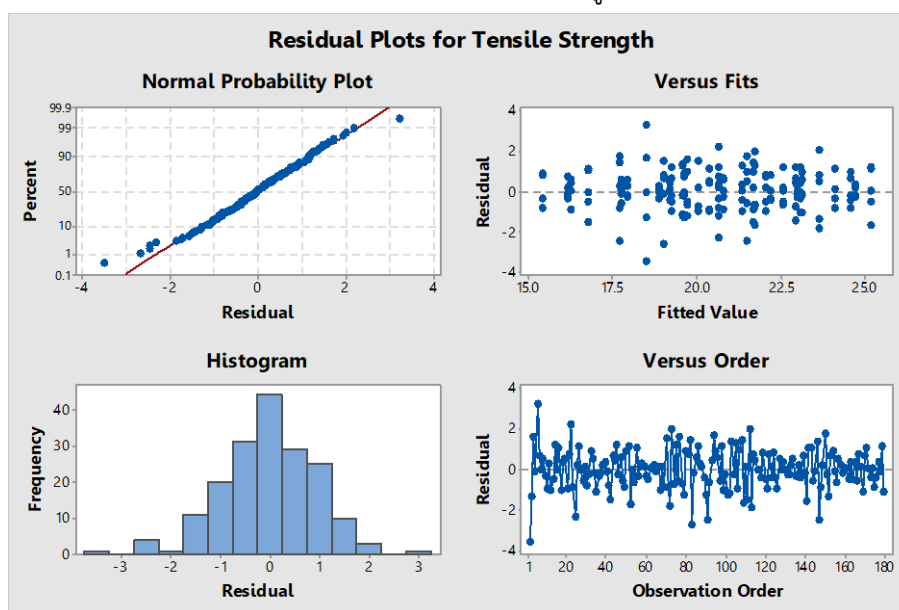 Residual Plots for Tensile Strength
Normal Probability Plot
99.9
99
90
50
10
1
0.1
Percent
-4 -2 0 2 4
Residual
Versus Fits
4
2
0
-2
-4
Residual
15.0 17.5 20.0 22.5 25.0
Fitted Value
Histogram
40
30
20
10
0
Frequency
-3 -2 -1 0 1 2 3
Residual
Versus Order
4
2
0
-2
-4
Residual
1 20 40 60 80 100 120 140 160 180
Observation Order